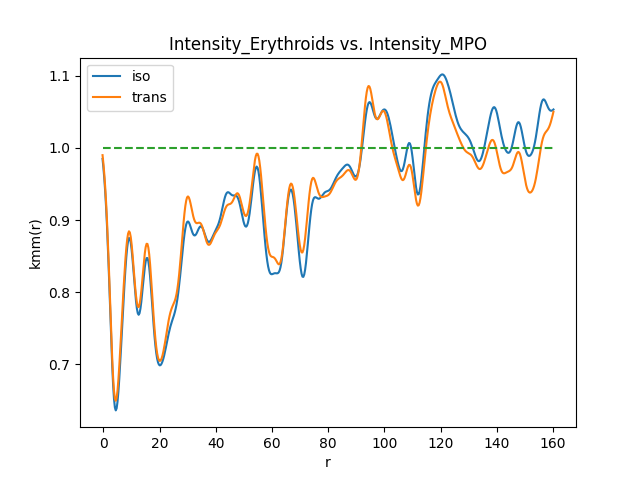 Intensity_Erythroids vs. Intensity_MPO
iso
trans
1.1
1.0
0.9
0.8
0.7
kmm(r)
0 20 40 60 80 100 120 140 160
r